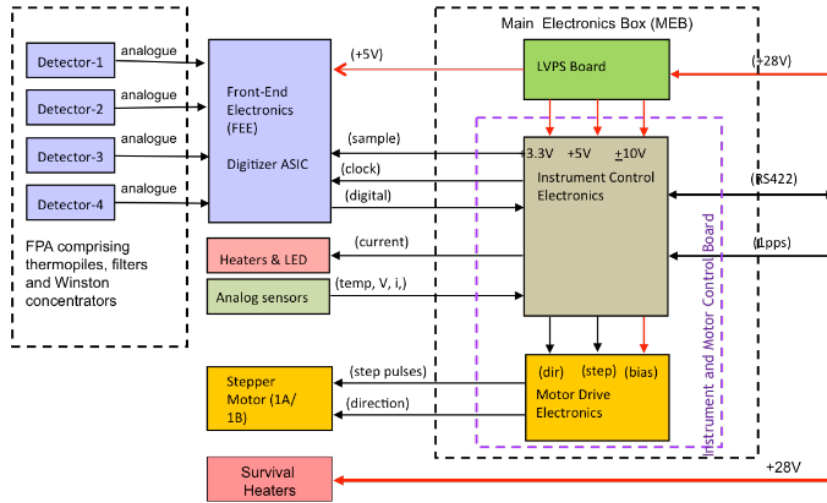 Main Electronics Box (MEB)
Detector-1
analogue
Detector-2
analogue
Detector-3
analogue
Detector-4
analogue
FPA comprising
thermopiles, filters
and Winston
concentrators
Front-End
Electronics
(FEE)
Digitizer ASIC
(+5V)
LVPS Board
(+28V)
(sample)
(clock)
(digital)
+3.3V +5V ±10V
Instrument Control
Electronics
(RS422)
(1pps)
Heaters & LED
(current)
Analog sensors
(temp, V, i,)
Instrument and Motor Control Board
Stepper
Motor (1A/
1B)
(step pulses)
(direction)
(dir) (step) (bias)
Motor Drive
Electronics
Survival
Heaters
+28V